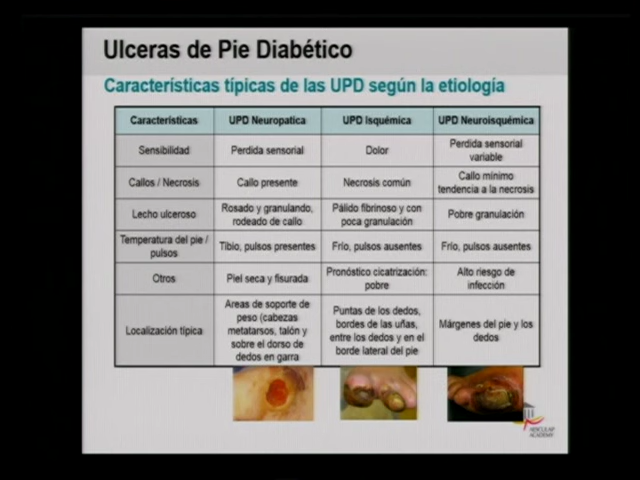 Ulceras de Pie Diabético
Características típicas de las UPD según la etiología
Características UPD Neuropatica UPD Isquémica UPD Neuroisquémica
Sensibilidad Perdida sensorial Dolor Perdida sensorial
variable
Callos / Necrosis Callo presente Necrosis común Callo mínimo
tendencia a la necrosis
Lecho ulceroso Rosado y granulando,
rodeado de callo Pálido fibrinoso y con
poca granulación Pobre granulación
Temperatura del pie /
pulsos Tibio, pulsos presentes Frío, pulsos ausentes Frío, pulsos ausentes
Otros Piel seca y fisurada Pronóstico cicatrización:
pobre Alto riesgo de
infección
Localización típica Areas de soporte de
peso (cabezas
metatarsos, talón y
sobre el dorso de
dedos en garra Puntas de los dedos,
bordes de las uñas,
entre los dedos y en el
borde lateral del pie Márgenes del pie y los
dedos
AESCULAP
ACADEMY